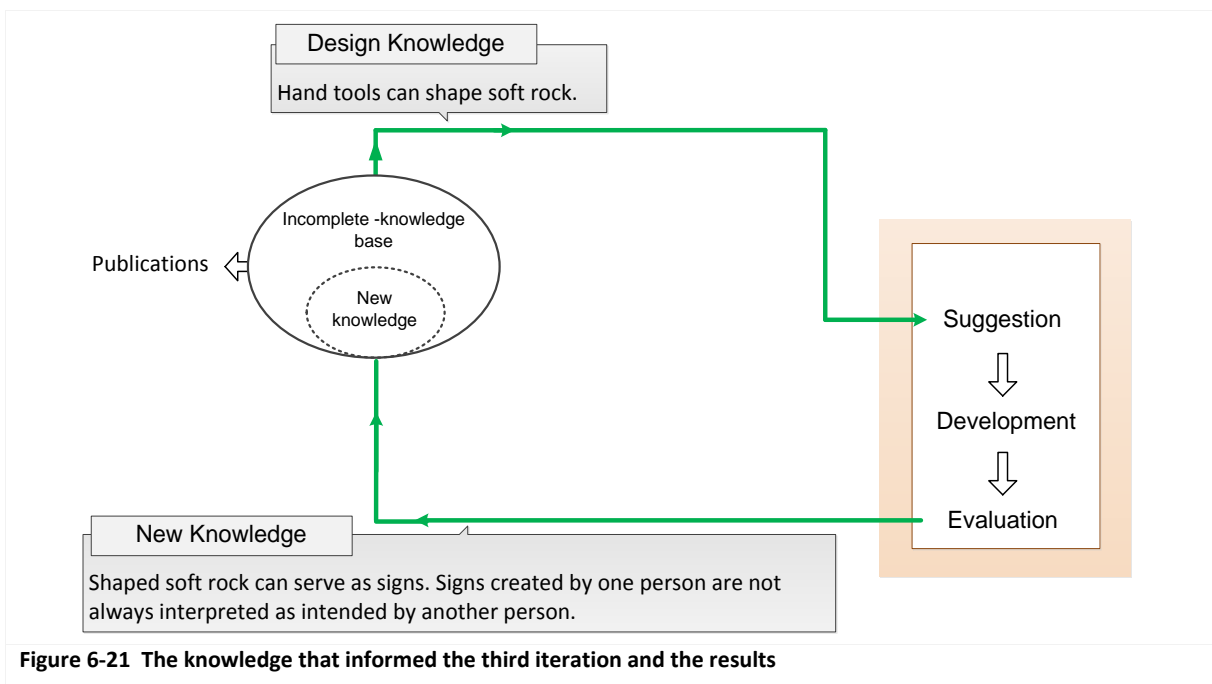 Design Knowledge
Hand tools can shape soft rock.
Incomplete -knowledge
base
Publications
New
knowledge
Suggestion
Development
Evaluation
New Knowledge
Shaped soft rock can serve as signs. Signs created by one person are not
always interpreted as intended by another person.
Figure 6-21 The knowledge that informed the third iteration and the results